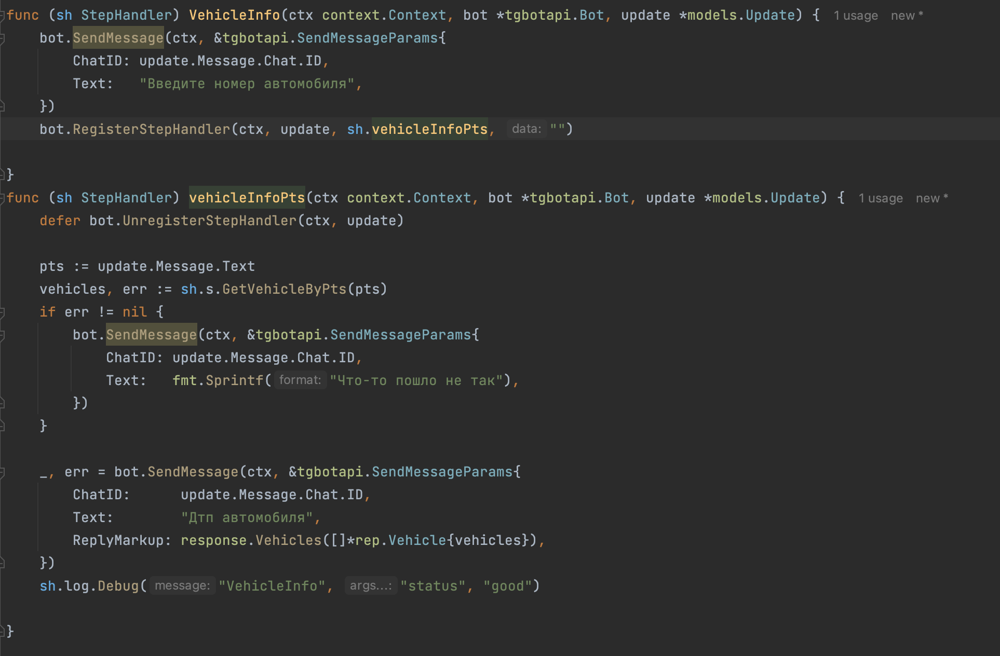 func (sh StepHandler) VehicleInfo(ctx context.Context, bot *tgbotapi.Bot, update *models.Update) { 1 usage new *
bot.SendMessage(ctx, &tgbotapi.SendMessageParams{
ChatID: update.Message.Chat.ID,
Text: "Введите номер автомобиля",
})
bot.RegisterStepHandler(ctx, update, sh.vehicleInfoPts, data: "")
}
func (sh StepHandler) vehicleInfoPts(ctx context.Context, bot *tgbotapi.Bot, update *models.Update) { 1 usage new *
defer bot.UnregisterStepHandler(ctx, update)
pts := update.Message.Text
vehicles, err := sh.s.GetVehicleByPts(pts)
if err != nil {
bot.SendMessage(ctx, &tgbotapi.SendMessageParams{
ChatID: update.Message.Chat.ID,
Text: fmt.Sprintf( format: "Что-то пошло не так"),
})
}
_, err = bot.SendMessage(ctx, &tgbotapi.SendMessageParams{
ChatID: update.Message.Chat.ID,
Text: "Дтп автомобиля",
ReplyMarkup: response.Vehicles([]*rep.Vehicle{vehicles}),
})
sh.log.Debug( message: "VehicleInfo", args...: "status", "good")
}